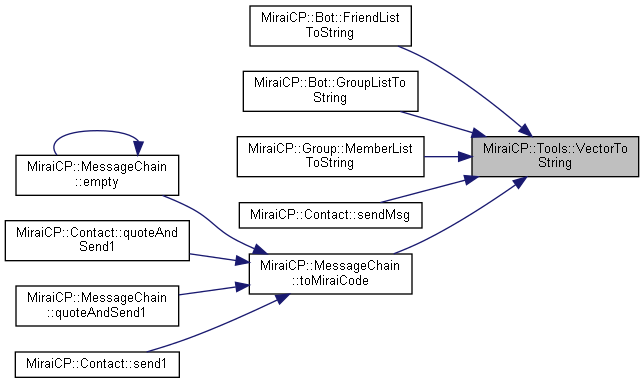 MiraiCP::Bot::FriendList
ToString
MiraiCP::Bot::GroupListTo
String
MiraiCP::Group::MemberList
ToString
MiraiCP::Contact::sendMsg
MiraiCP::Tools::VectorTo
String
MiraiCP::MessageChain
::toMiraiCode
MiraiCP::MessageChain
::empty
MiraiCP::Contact::quoteAnd
Send1
MiraiCP::MessageChain
::quoteAndSend1
MiraiCP::Contact::send1